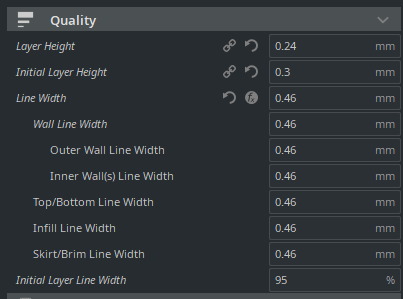 Quality
Layer Height 0.24 mm
Initial Layer Height 0.3 mm
Line Width 0.46 mm
Wall Line Width 0.46 mm
Outer Wall Line Width 0.46 mm
Inner Wall(s) Line Width 0.46 mm
Top/Bottom Line Width 0.46 mm
Infill Line Width 0.46 mm
Skirt/Brim Line Width 0.46 mm
Initial Layer Line Width 95 %